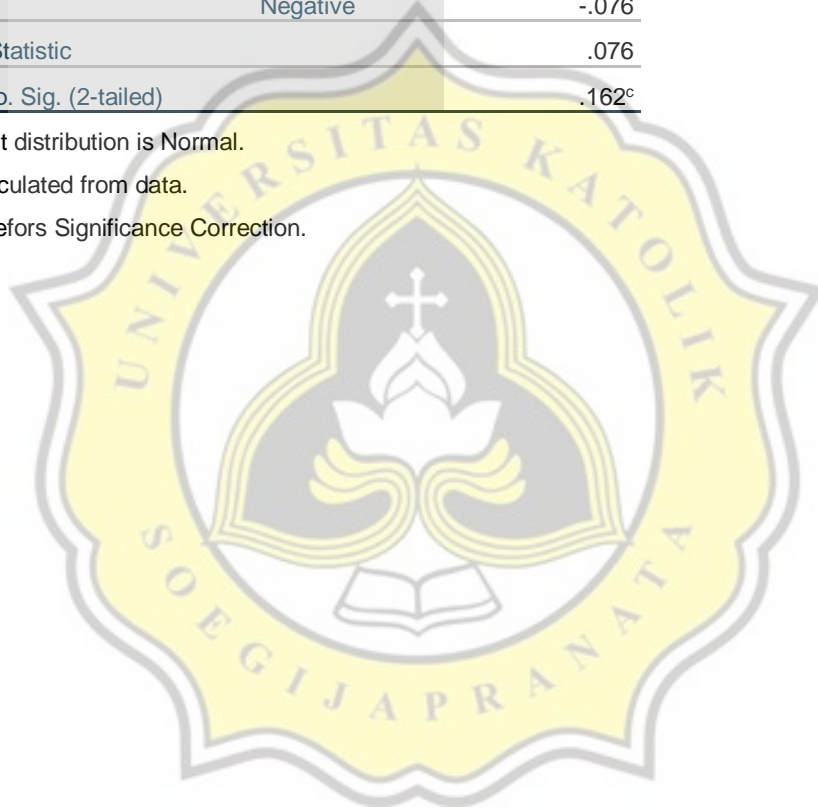 Negative -.076
Statistic .076
. Sig. (2-tailed) .162ᶜ
t distribution is Normal.
culated from data.
efors Significance Correction.
UNIVERSITAS KATOLIK
SOEGIJAPRANATA